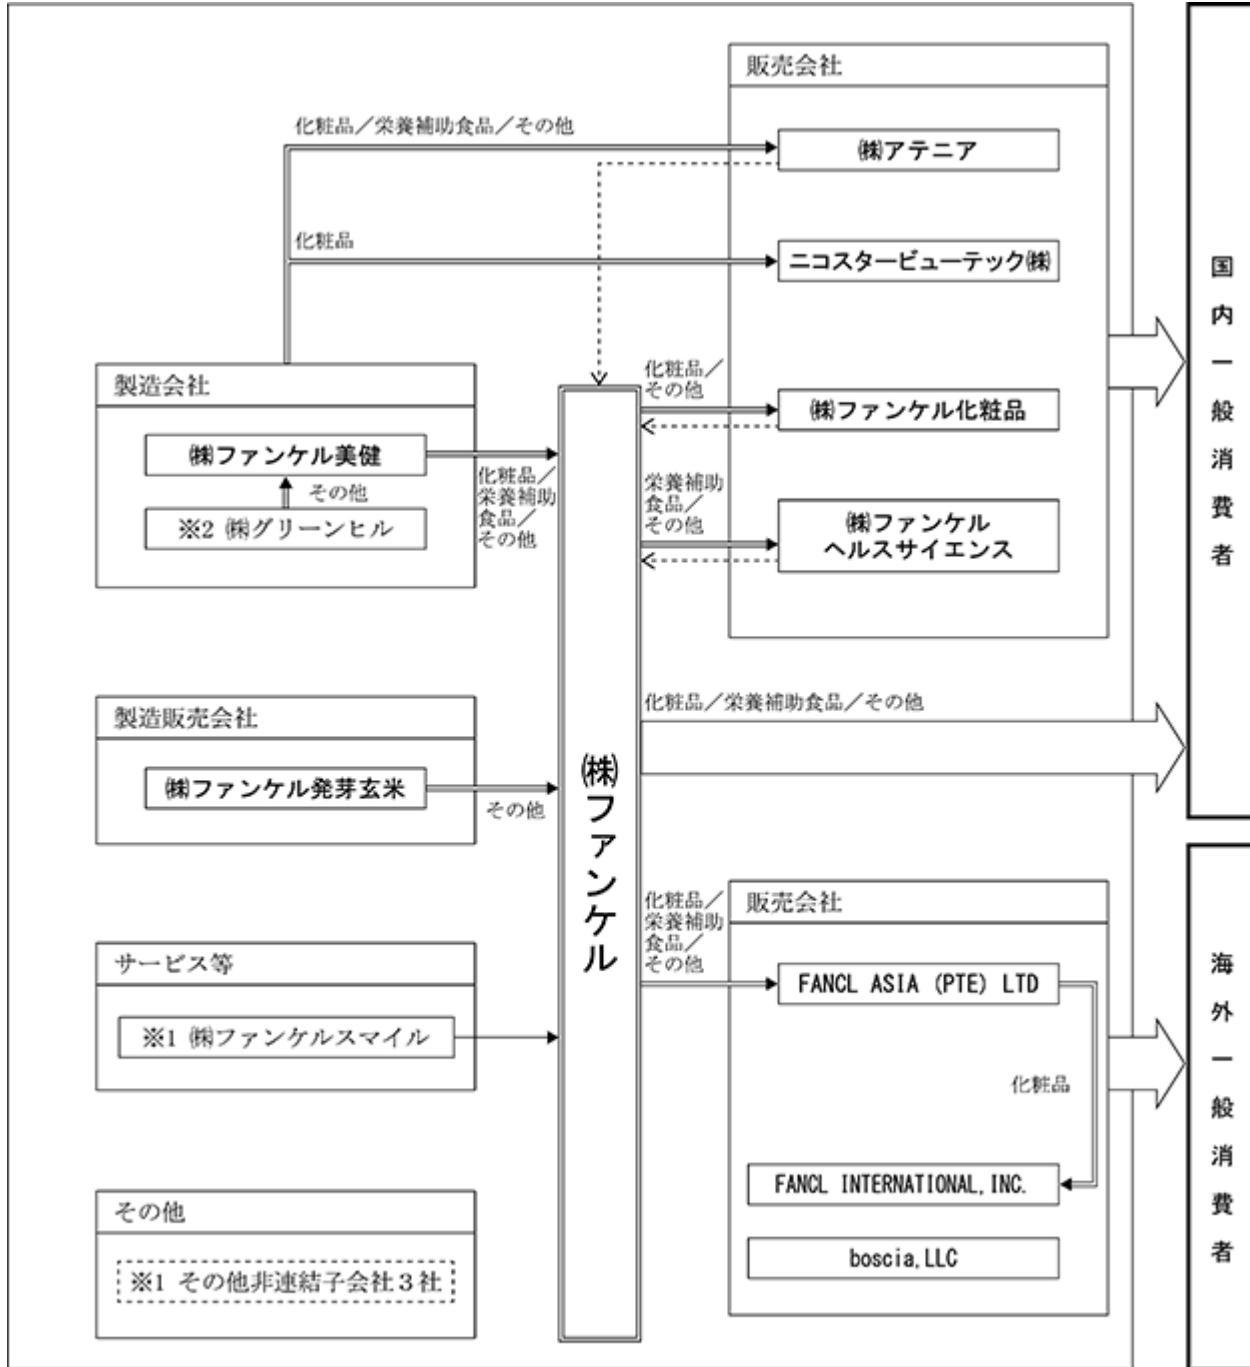 販売会社
化粧品／栄養補助食品／その他
㈱アテニア
化粧品
ニコスタービューテック㈱
製造会社
㈱ファンケル美健
その他
※2 ㈱グリーンヒル
化粧品／
栄養補助
食品／
その他
化粧品／
その他
㈱ファンケル化粧品
栄養補助
食品／
その他
㈱ファンケル
ヘルスサイエンス
国内一般消費者
製造販売会社
㈱ファンケル発芽玄米
その他
㈱ファンケル
化粧品／栄養補助食品／その他
サービス等
※1 ㈱ファンケルスマイル
その他
※1 その他非連結子会社３社
化粧品／
栄養補助
食品／
その他
販売会社
FANCL ASIA (PTE) LTD
化粧品
FANCL INTERNATIONAL, INC.
boscia, LLC
海外一般消費者